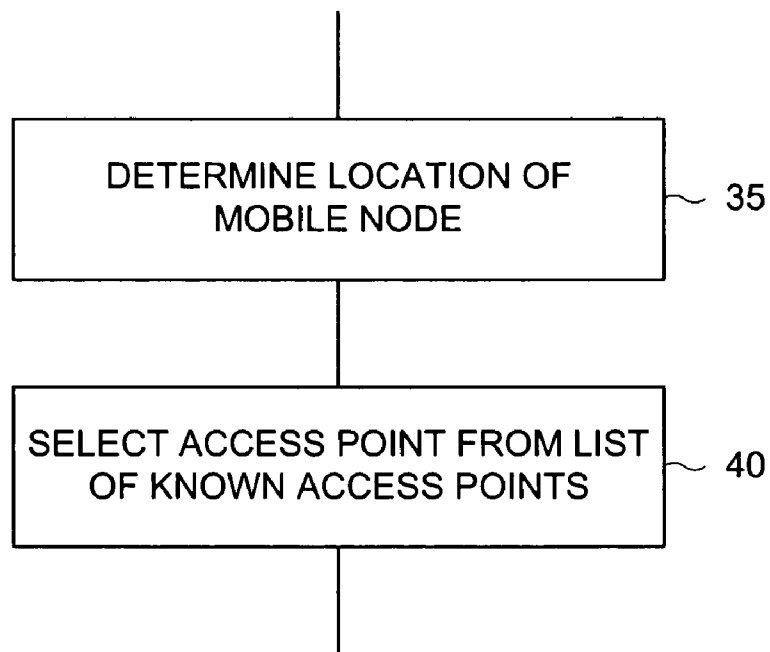 DETERMINE LOCATION OF
MOBILE NODE
35
SELECT ACCESS POINT FROM LIST
OF KNOWN ACCESS POINTS
40